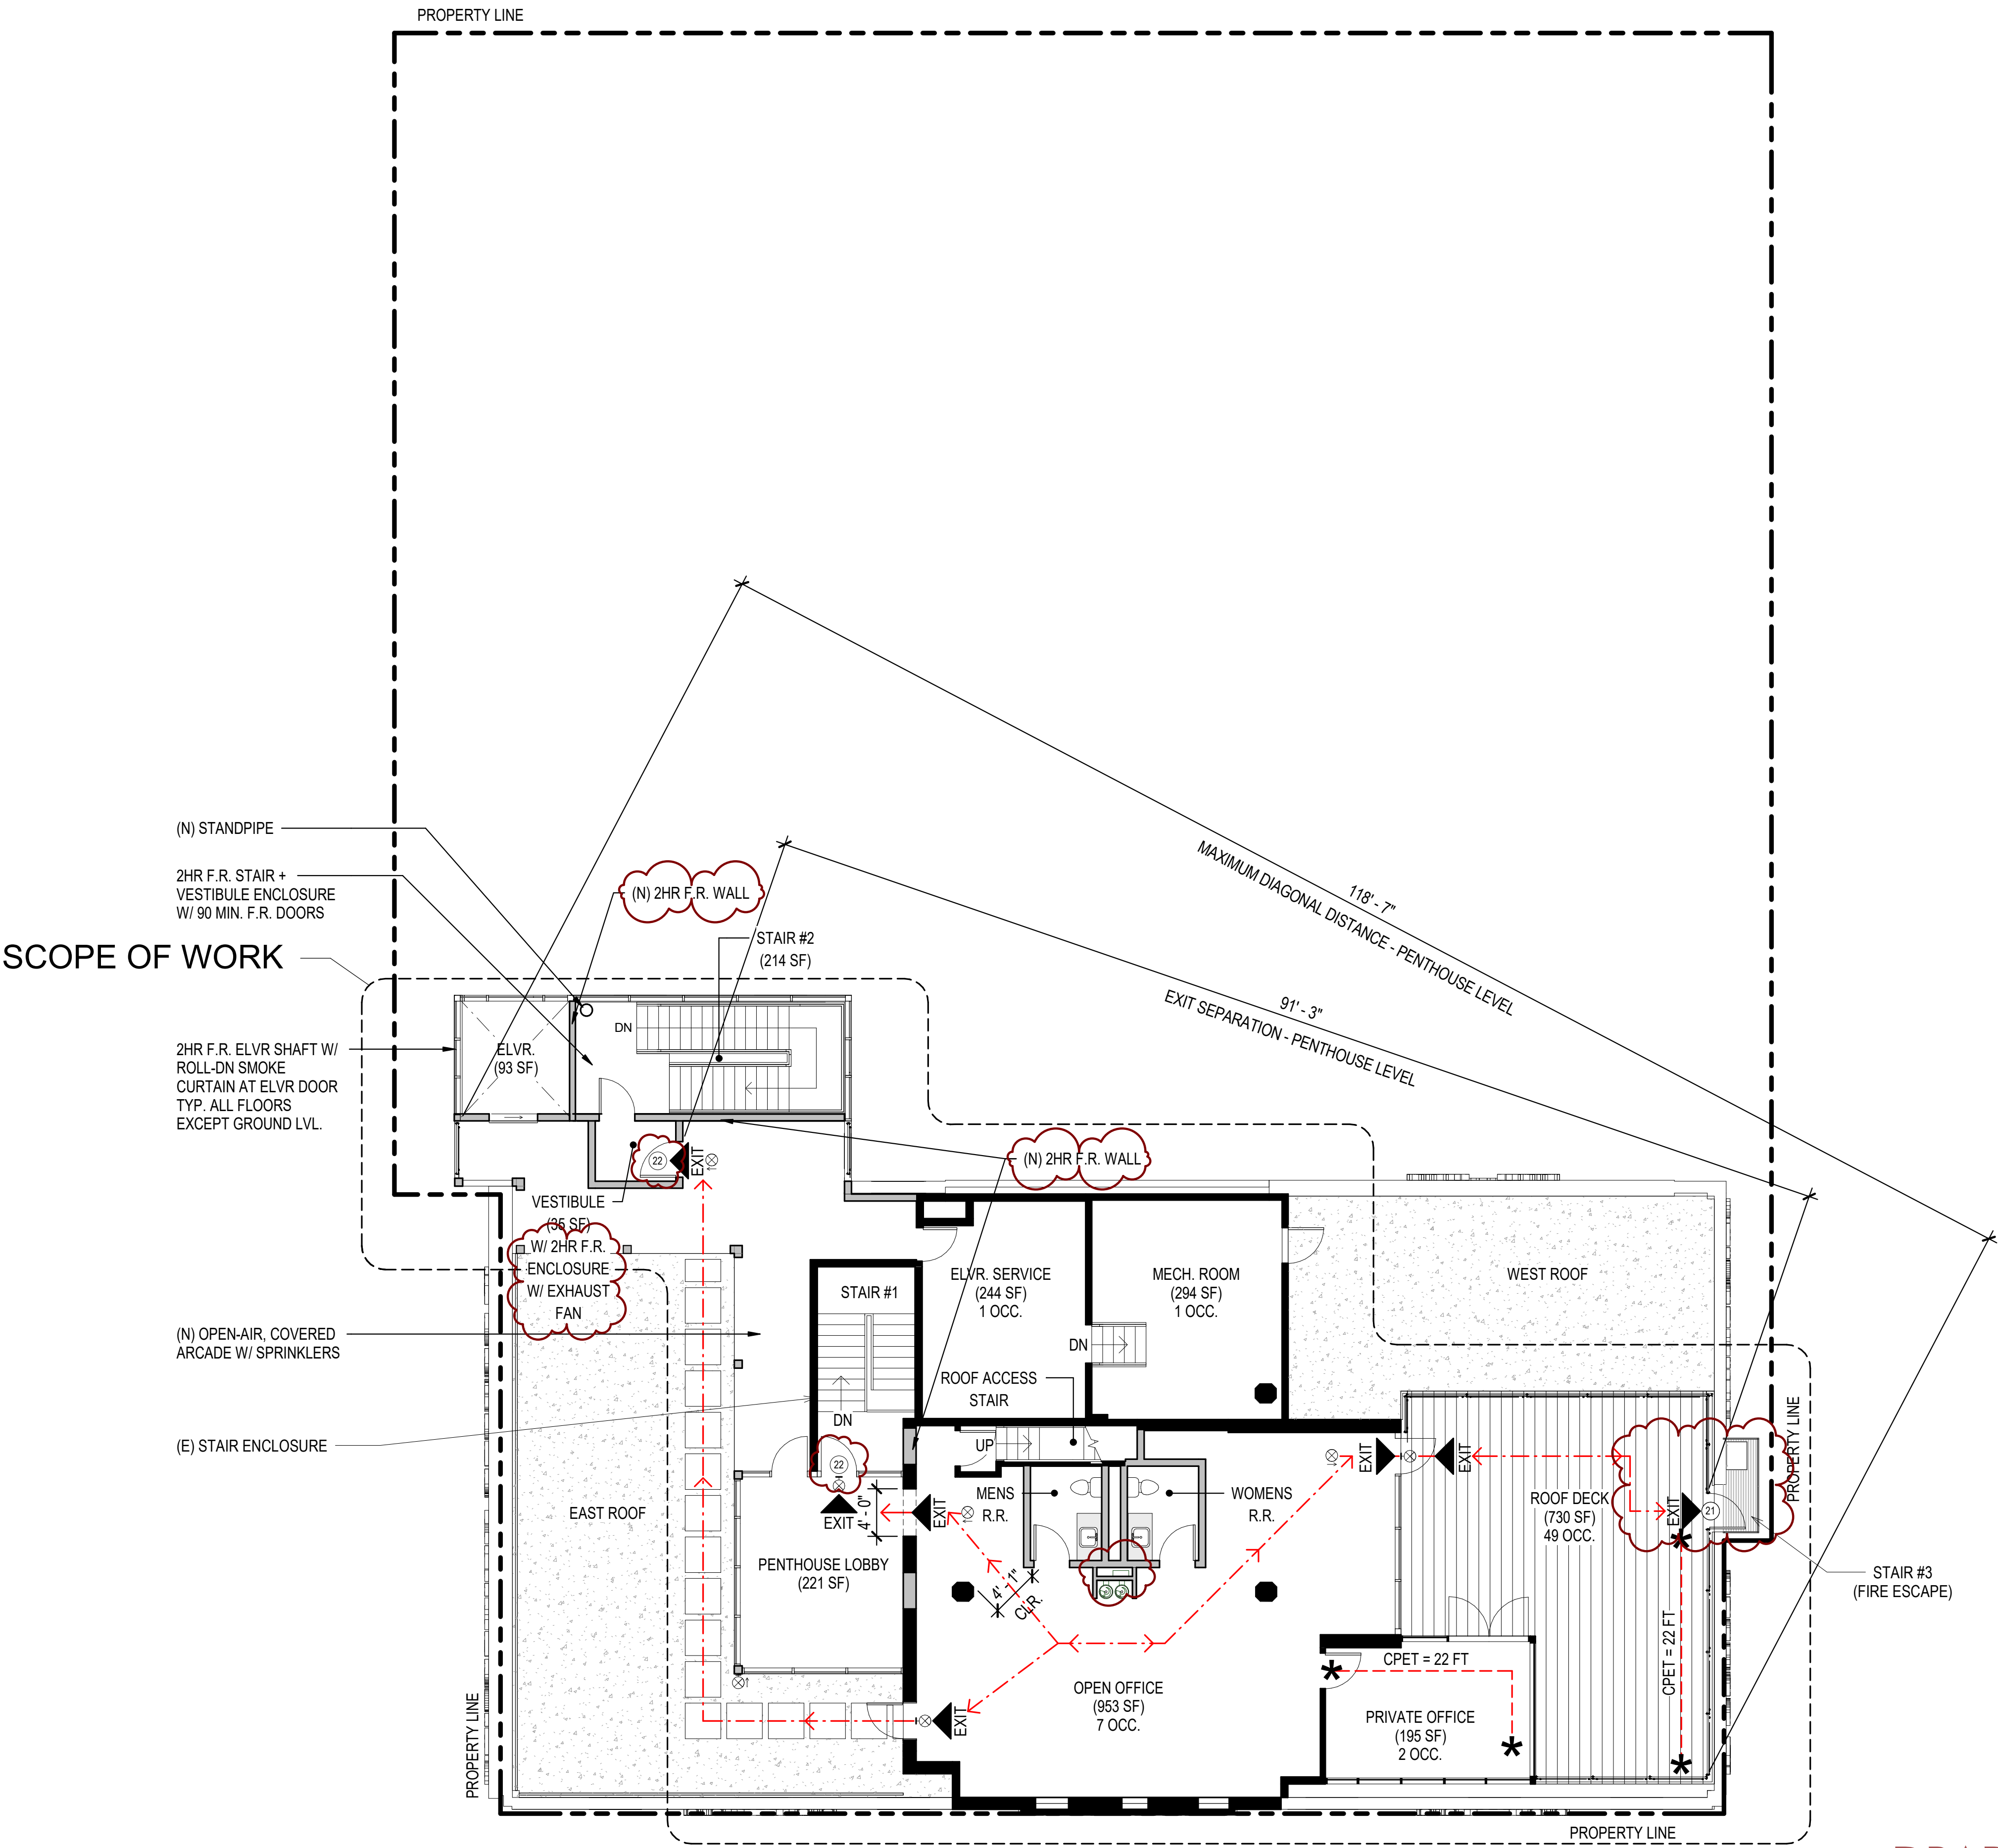 PROPERTY LINE
118' - 7"
MAXIMUM DIAGONAL DISTANCE - PENTHOUSE LEVEL
91' - 3"
EXIT SEPARATION - PENTHOUSE LEVEL
(N) STANDPIPE
2HR F.R. STAIR +
VESTIBULE ENCLOSURE
W/ 90 MIN. F.R. DOORS
SCOPE OF WORK
2HR F.R. ELVR SHAFT W/
ROLL-DN SMOKE
CURTAIN AT ELVR DOOR
TYP. ALL FLOORS
EXCEPT GROUND LVL.
(N) OPEN-AIR, COVERED
ARCADE W/ SPRINKLERS
(E) STAIR ENCLOSURE
(N) 2HR F.R. WALL
STAIR #2
(214 SF)
DN
ELVR.
(93 SF)
22
EXIT
(N) 2HR F.R. WALL
VESTIBULE
(35 SF)
W/ 2HR F.R.
ENCLOSURE
W/ EXHAUST
FAN
STAIR #1
DN
22
EXIT
4' - 0"
EXIT
ELVR. SERVICE
(244 SF)
1 OCC.
MECH. ROOM
(294 SF)
1 OCC.
DN
WEST ROOF
ROOF ACCESS
STAIR
UP
MENS
R.R.
WOMENS
R.R.
EXIT
EXIT
ROOF DECK
(730 SF)
49 OCC.
EXIT
21
PROPERTY LINE
STAIR #3
(FIRE ESCAPE)
EAST ROOF
PENTHOUSE LOBBY
(221 SF)
4' - 1"
CLR.
CPET = 22 FT
CPET = 22 FT
OPEN OFFICE
(953 SF)
7 OCC.
PRIVATE OFFICE
(195 SF)
2 OCC.
EXIT
PROPERTY LINE
PROPERTY LINE